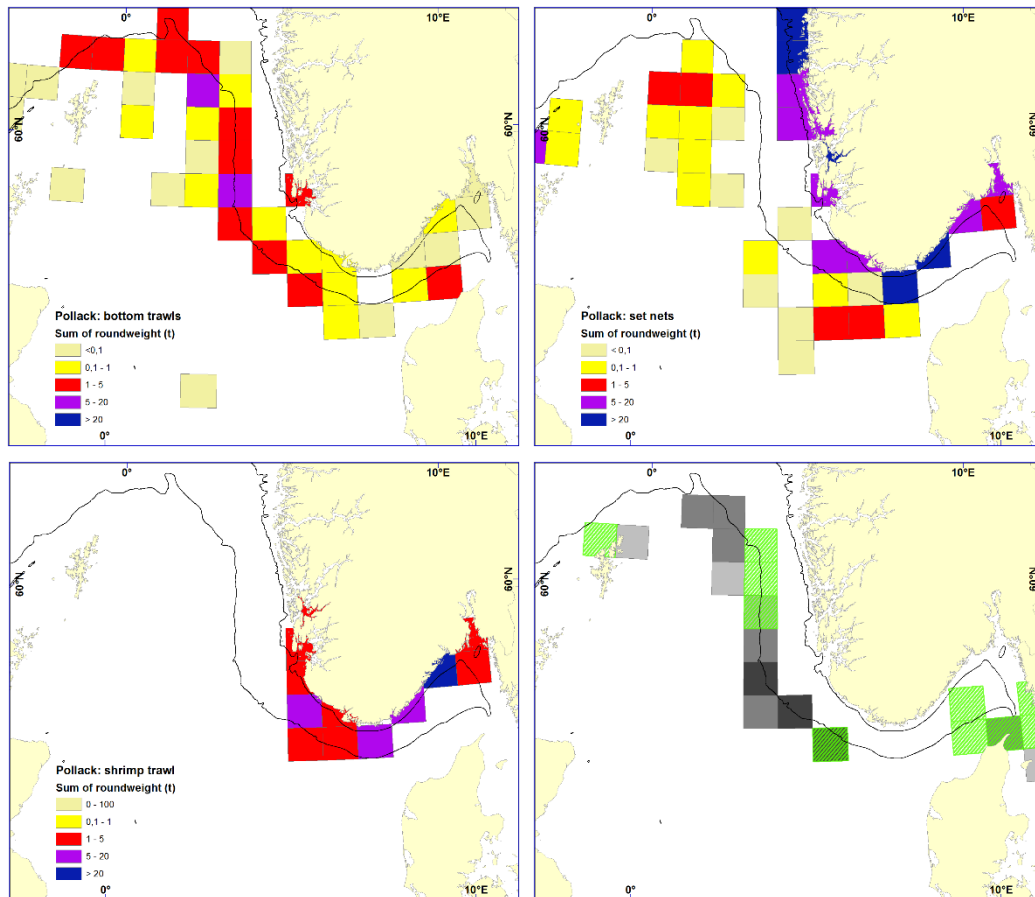 0° 10°E
60°N 60°N
Pollack: bottom trawls
Sum of roundweight (t)
<0,1
0,1 - 1
1 - 5
5 - 20
> 20
0° 10°E
0° 10°E
60°N 60°N
Pollack: set nets
Sum of roundweight (t)
< 0,1
0,1 - 1
1 - 5
5 - 20
> 20
0° 10°E
0° 10°E
60°N 60°N
Pollack: shrimp trawl
Sum of roundweight (t)
0 - 100
0,1 - 1
1 - 5
5 - 20
> 20
0° 10°E
0° 10°E
60°N 60°N
0° 10°E